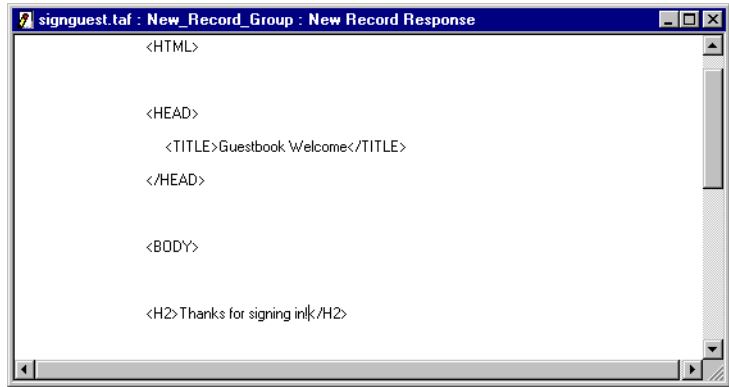 signguest.taf : New_Record_Group : New Record Response
<HTML>
<HEAD>
<TITLE>Guestbook Welcome</TITLE>
</HEAD>
<BODY>
<H2>Thanks for signing in!</H2>